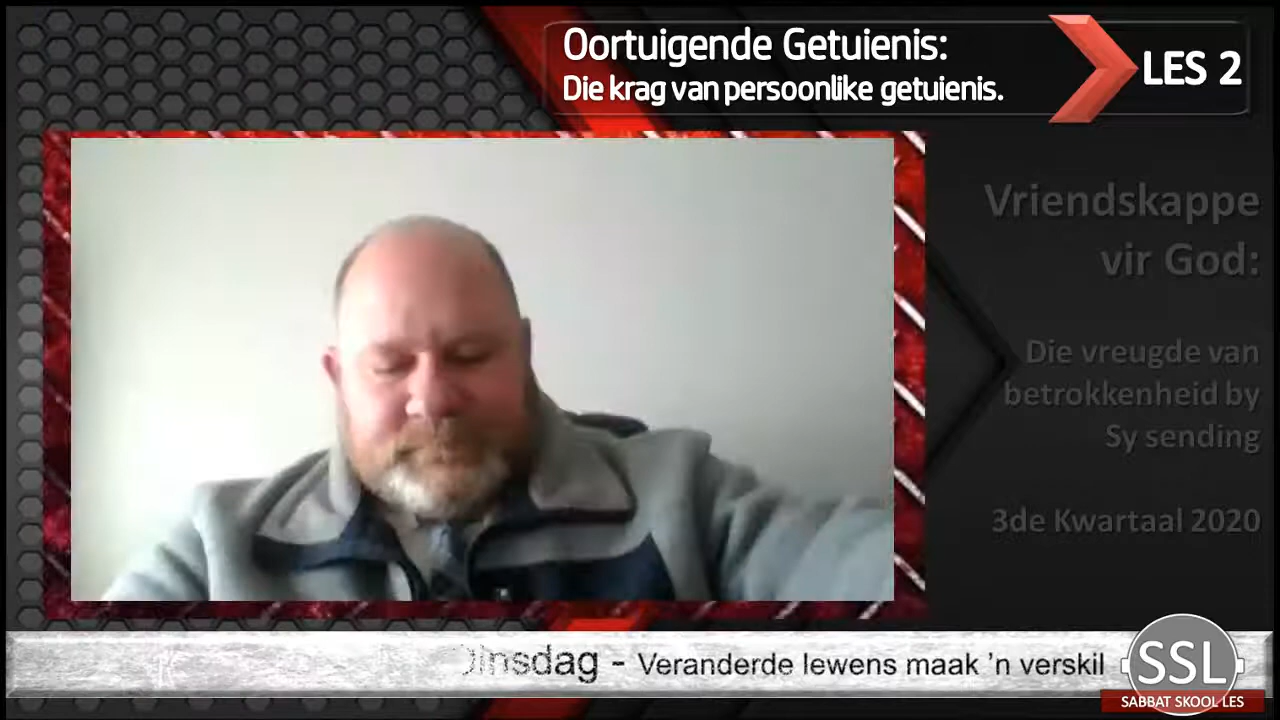 Oortuigende Getuienis:
Die krag van persoonlike getuienis.
LES 2
Vriendskappe
vir God:
Die vreugde van
betrokkenheid by
Sy sending
3de Kwartaal 2020
Dinsdag - Veranderde lewens maak 'n verskil
SSL
SABBAT SKOOL LES